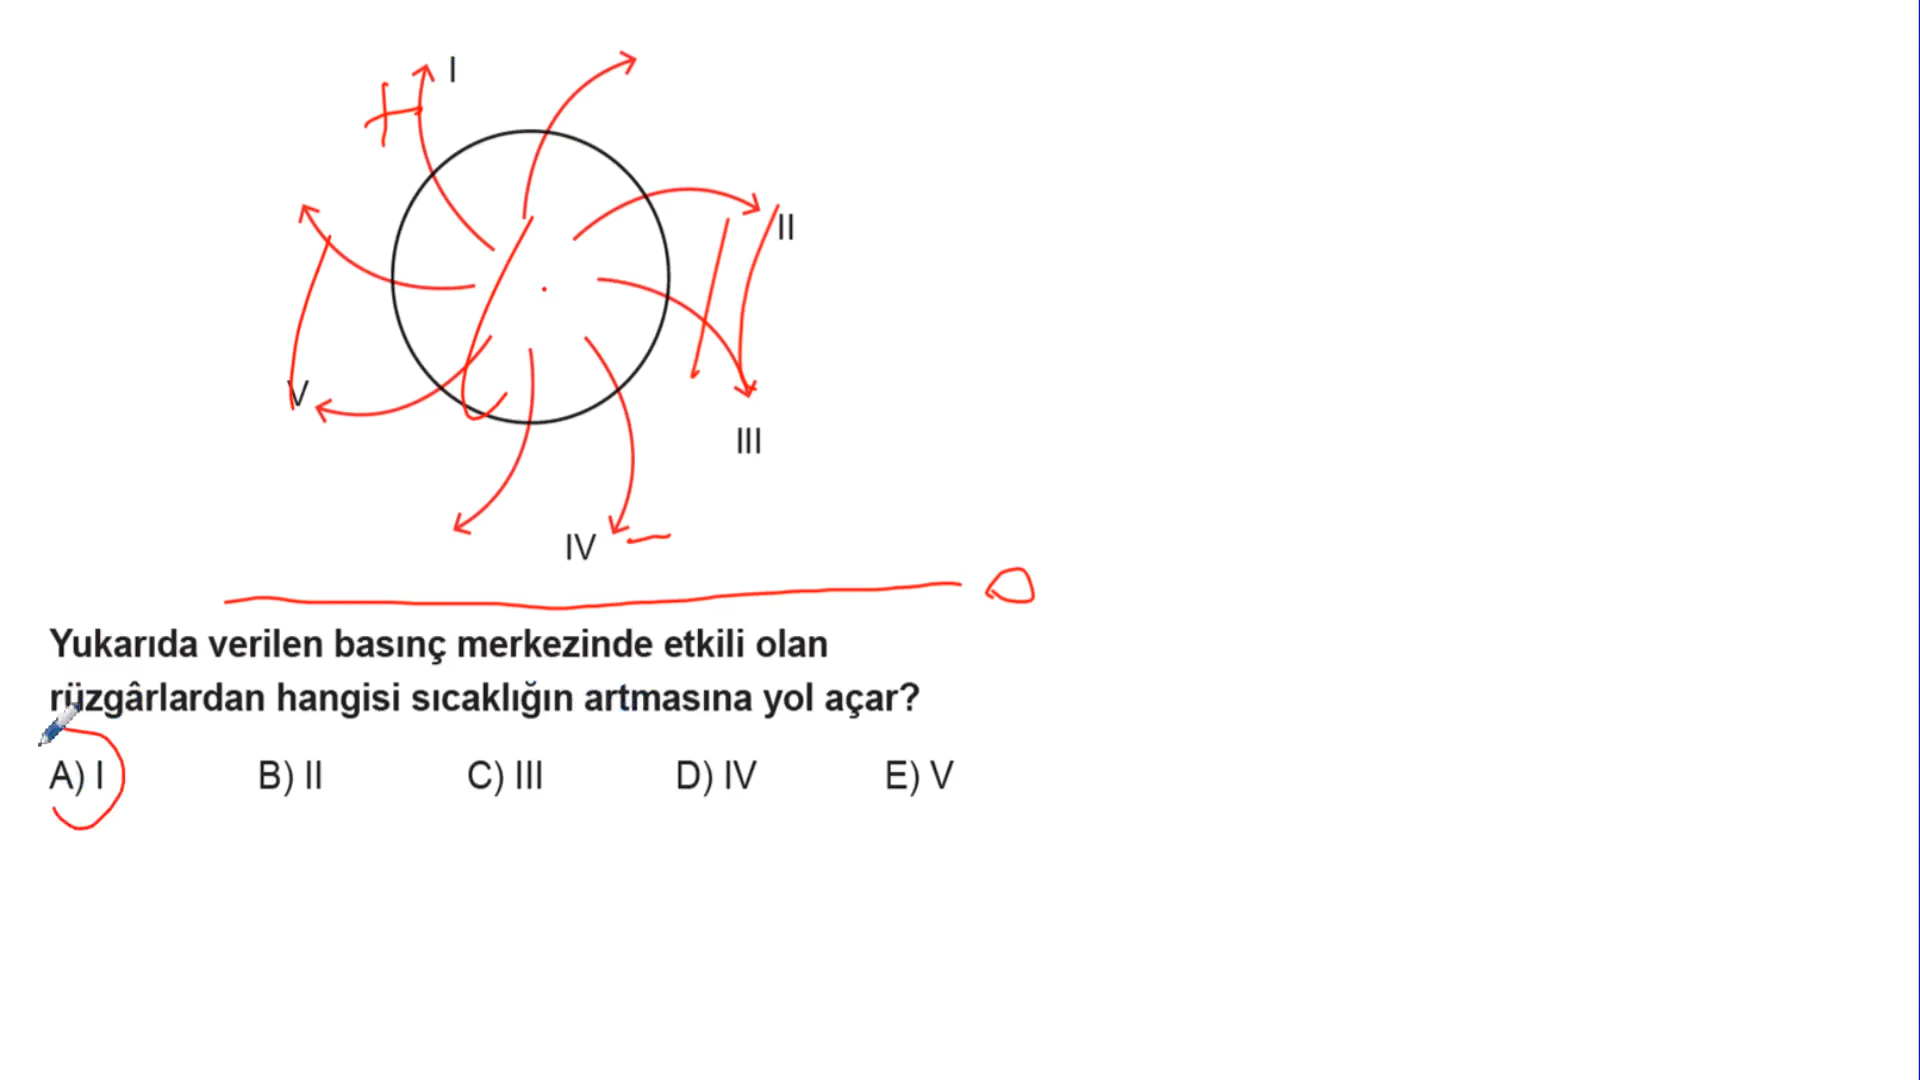 I
II
V
III
IV
Yukarıda verilen basınç merkezinde etkili olan
rüzgârlardan hangisi sıcaklığın artmasına yol açar?
A) I B) II C) III D) IV E) V